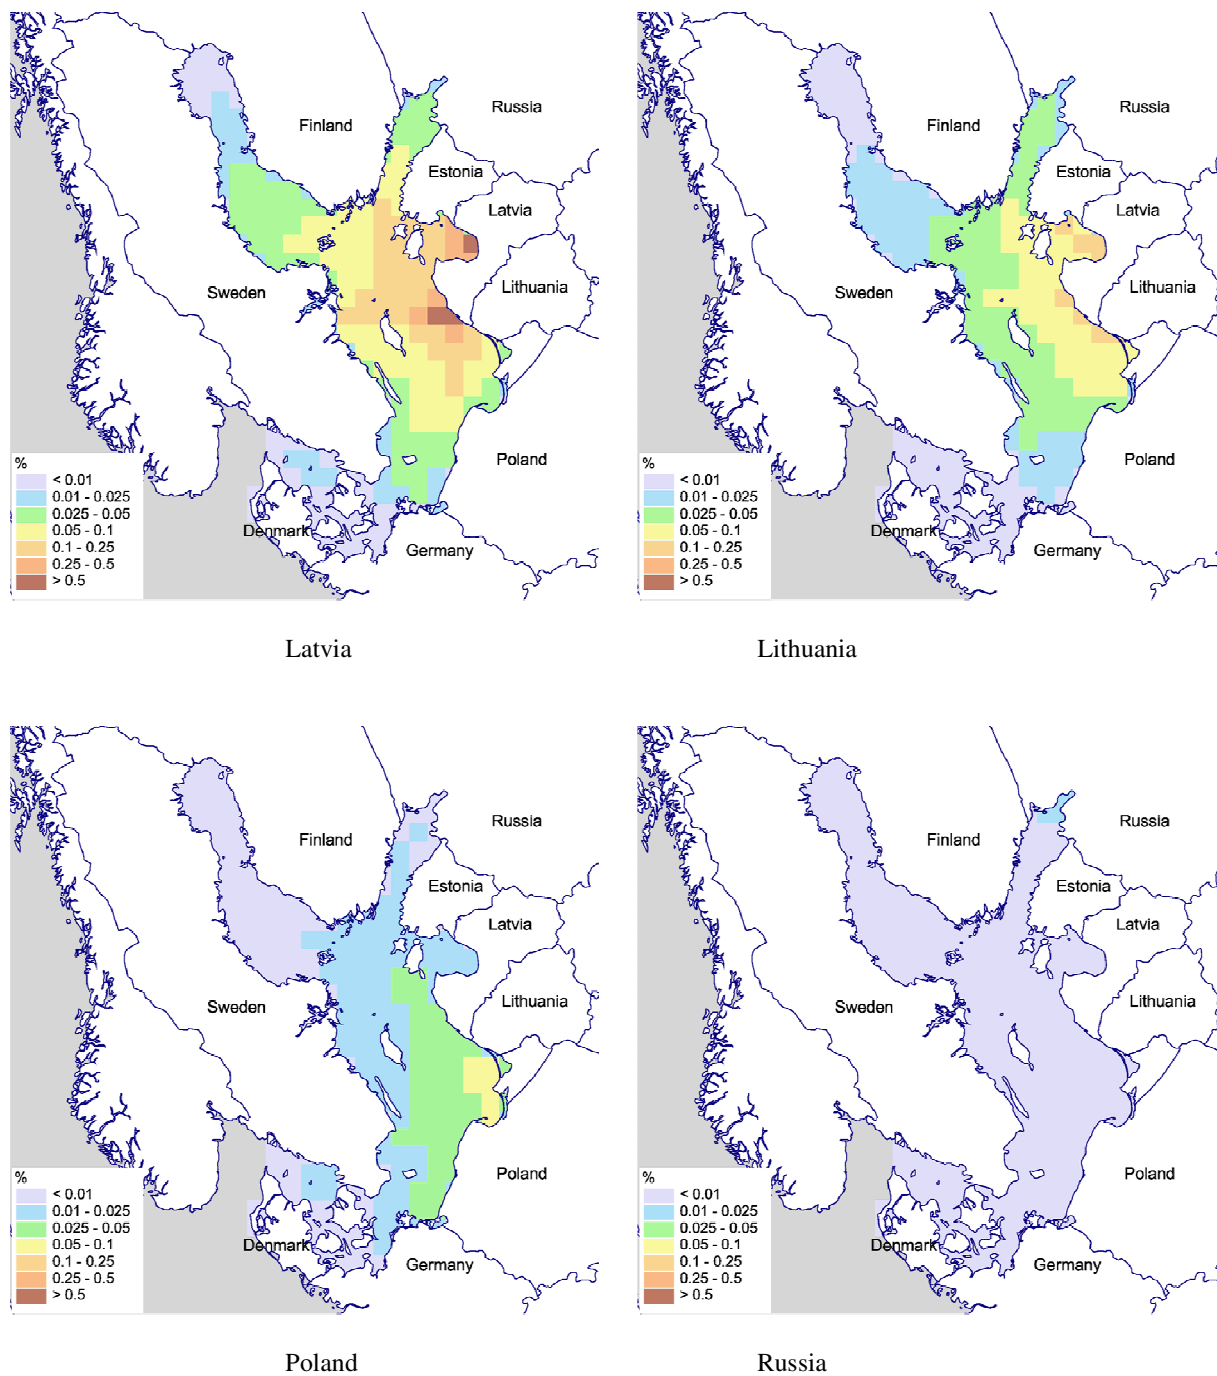 Finland
Russia
Estonia
Latvia
Lithuania
Sweden
Poland
Denmark
Germany
%
< 0.01
0.01 - 0.025
0.025 - 0.05
0.05 - 0.1
0.1 - 0.25
0.25 - 0.5
> 0.5
Latvia
Finland
Russia
Estonia
Latvia
Lithuania
Sweden
Poland
Denmark
Germany
%
< 0.01
0.01 - 0.025
0.025 - 0.05
0.05 - 0.1
0.1 - 0.25
0.25 - 0.5
> 0.5
Lithuania
Finland
Russia
Estonia
Latvia
Lithuania
Sweden
Poland
Denmark
Germany
%
< 0.01
0.01 - 0.025
0.025 - 0.05
0.05 - 0.1
0.1 - 0.25
0.25 - 0.5
> 0.5
Poland
Finland
Russia
Estonia
Latvia
Lithuania
Sweden
Poland
Denmark
Germany
%
< 0.01
0.01 - 0.025
0.025 - 0.05
0.05 - 0.1
0.1 - 0.25
0.25 - 0.5
> 0.5
Russia